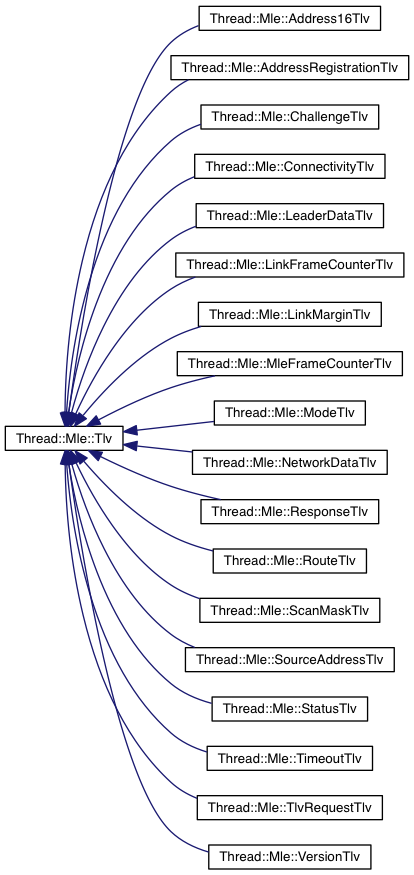 Thread::Mle::Address16Tlv
Thread::Mle::AddressRegistrationTlv
Thread::Mle::ChallengeTlv
Thread::Mle::ConnectivityTlv
Thread::Mle::LeaderDataTlv
Thread::Mle::LinkFrameCounterTlv
Thread::Mle::LinkMarginTlv
Thread::Mle::MleFrameCounterTlv
Thread::Mle::ModeTlv
Thread::Mle::Tlv
Thread::Mle::NetworkDataTlv
Thread::Mle::ResponseTlv
Thread::Mle::RouteTlv
Thread::Mle::ScanMaskTlv
Thread::Mle::SourceAddressTlv
Thread::Mle::StatusTlv
Thread::Mle::TimeoutTlv
Thread::Mle::TlvRequestTlv
Thread::Mle::VersionTlv